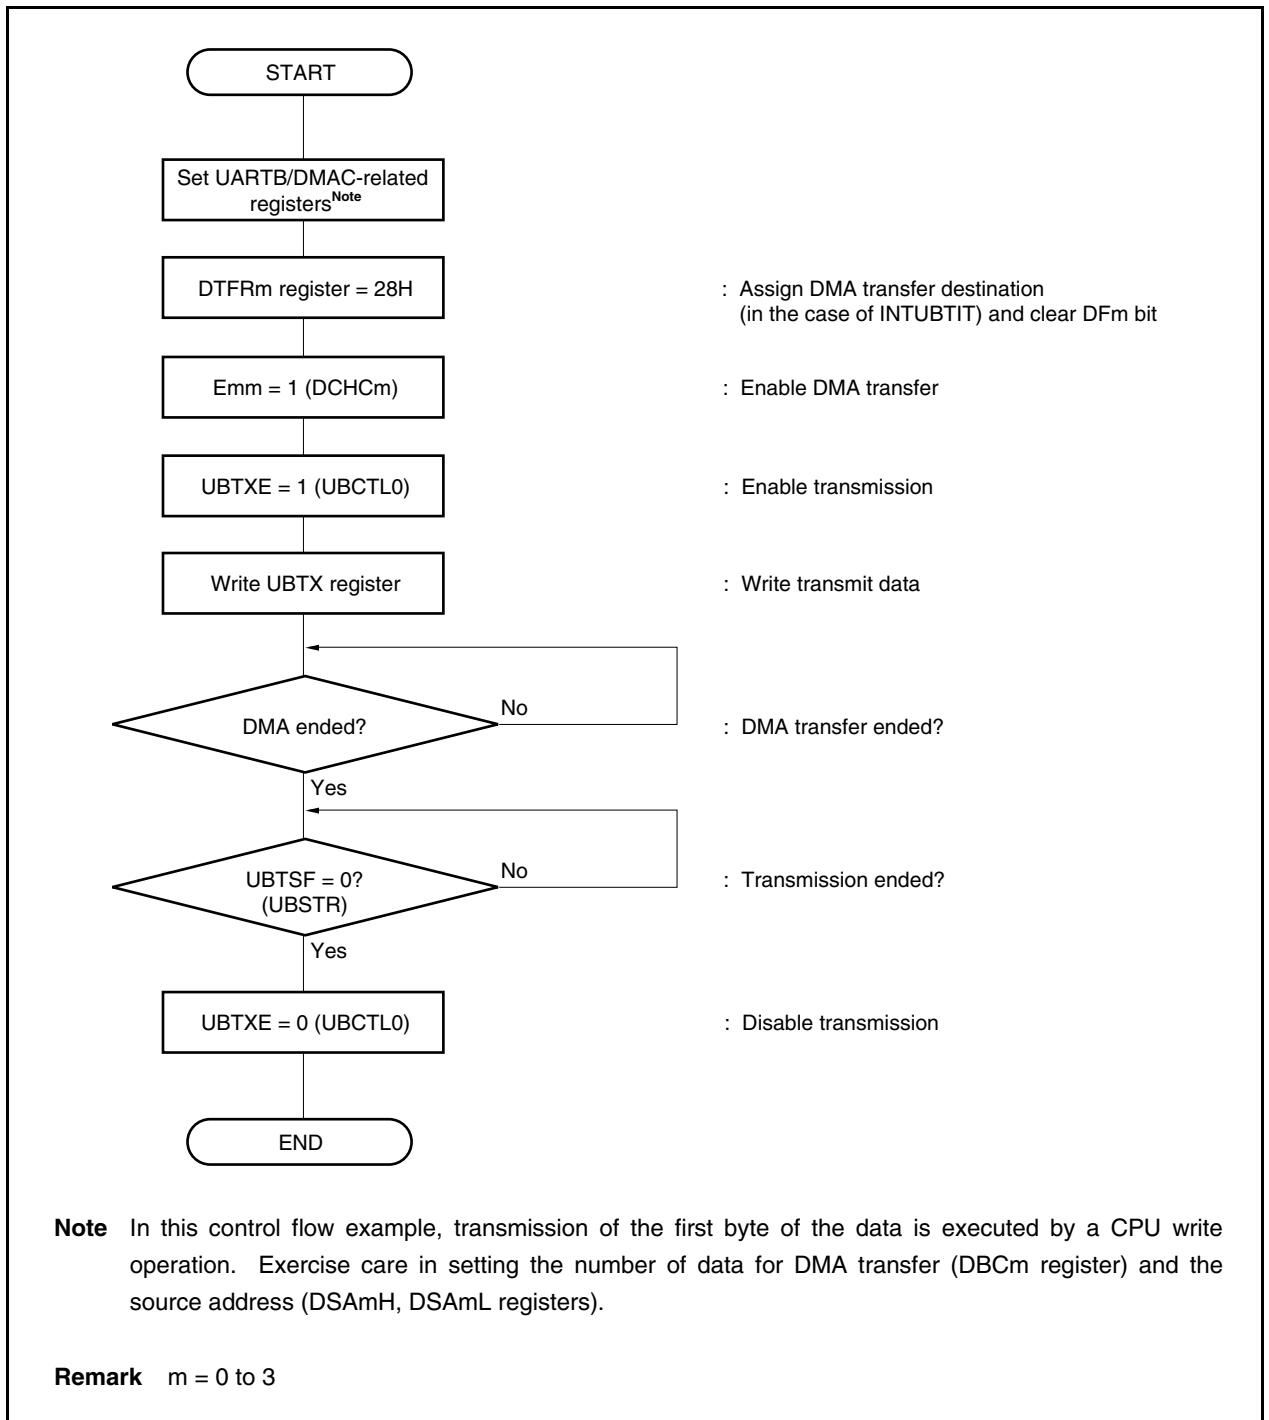 START
Set UARTB/DMAC-related
registersNote
DTFRm register = 28H
: Assign DMA transfer destination
(in the case of INTUBTIT) and clear DFm bit
Emm = 1 (DCHCm)
: Enable DMA transfer
UBTXE = 1 (UBCTL0)
: Enable transmission
Write UBTX register
: Write transmit data
DMA ended?
No
: DMA transfer ended?
Yes
UBTSF = 0?
(UBSTR)
No
: Transmission ended?
Yes
UBTXE = 0 (UBCTL0)
: Disable transmission
END
Note In this control flow example, transmission of the first byte of the data is executed by a CPU write
operation. Exercise care in setting the number of data for DMA transfer (DBCm register) and the
source address (DSAmH, DSAmL registers).
Remark m = 0 to 3